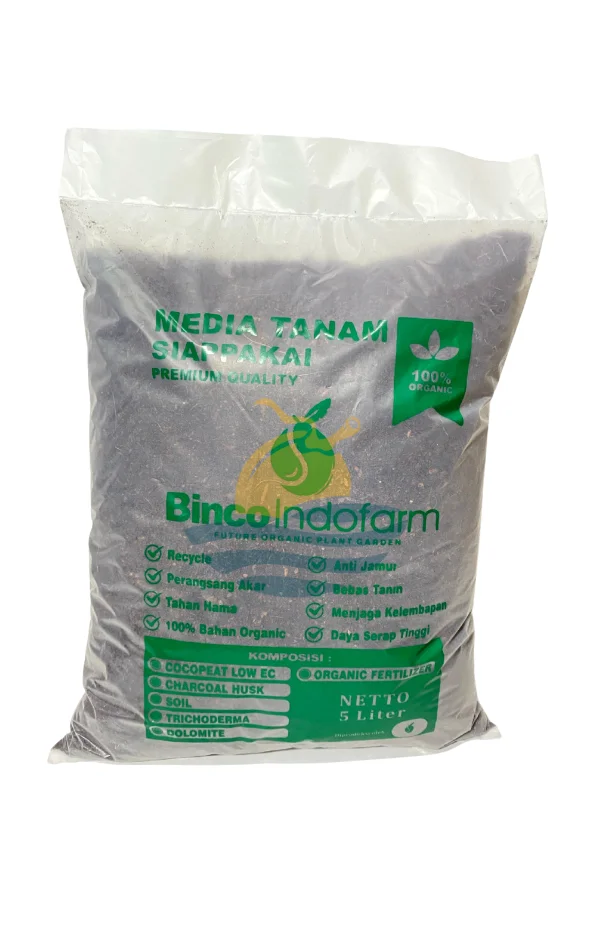 MEDIA TANAM
SIAPPAKAI
PREMIUM QUALITY
100%
ORGANIC
Binco Indofarm
FUTURE ORGANIC PLANT GARDEN
Recycle
Perangsang Akar
Tahan Hama
100% Bahan Organic
Anti Jamur
Bebas Tanin
Menjaga Kelembapan
Daya Serap Tinggi
KOMPOSISI :
COCOPEAT LOW EC
CHARCOAL HUSK
SOIL
TRICHODERMA
DOLOMITE
ORGANIC FERTILIZER
NETTO
5 Liter